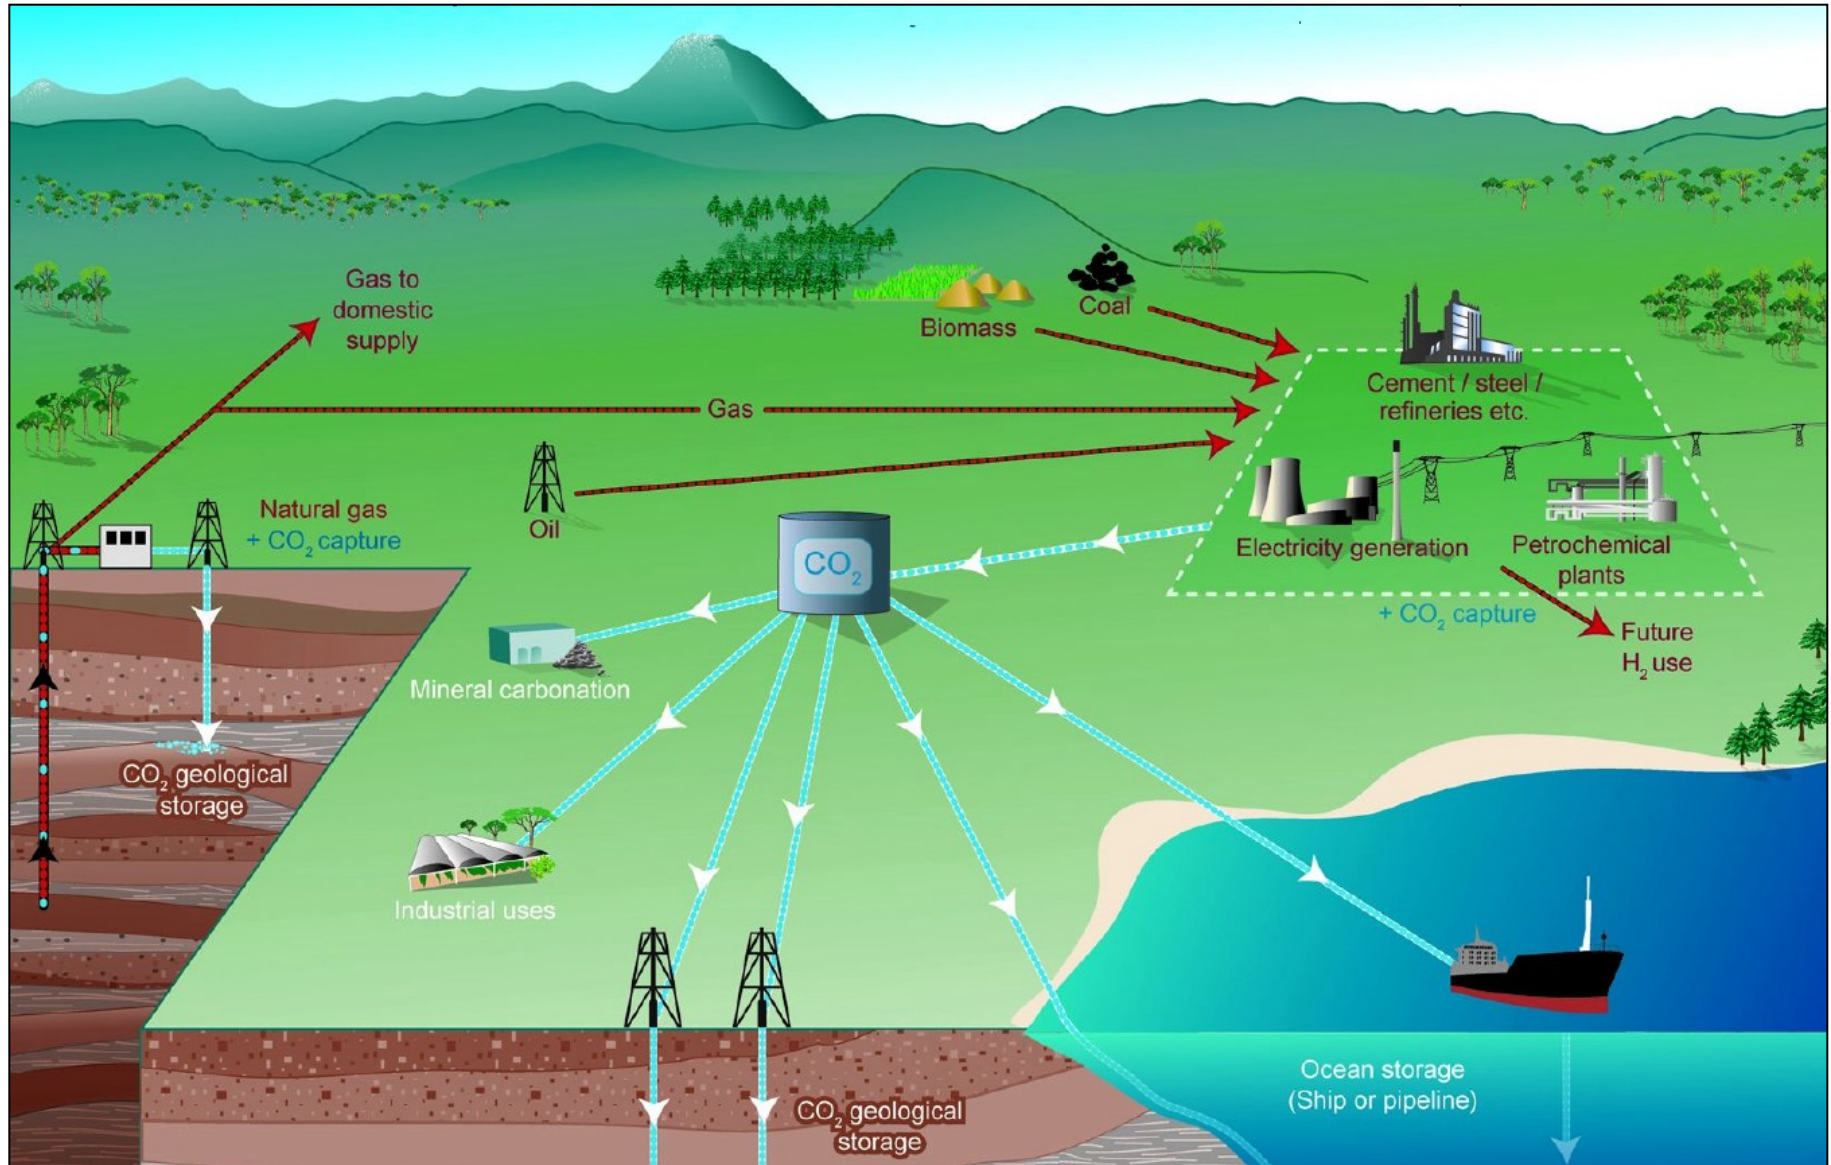 Gas to
domestic
supply
Coal
Biomass
Cement / steel /
refineries etc.
Gas
Natural gas
+ CO₂ capture
Oil
Electricity generation
Petrochemical
plants
CO₂
+ CO₂ capture
Future
H₂ use
Mineral carbonation
CO₂ geological
storage
Industrial uses
Ocean storage
(Ship or pipeline)
CO₂ geological
storage